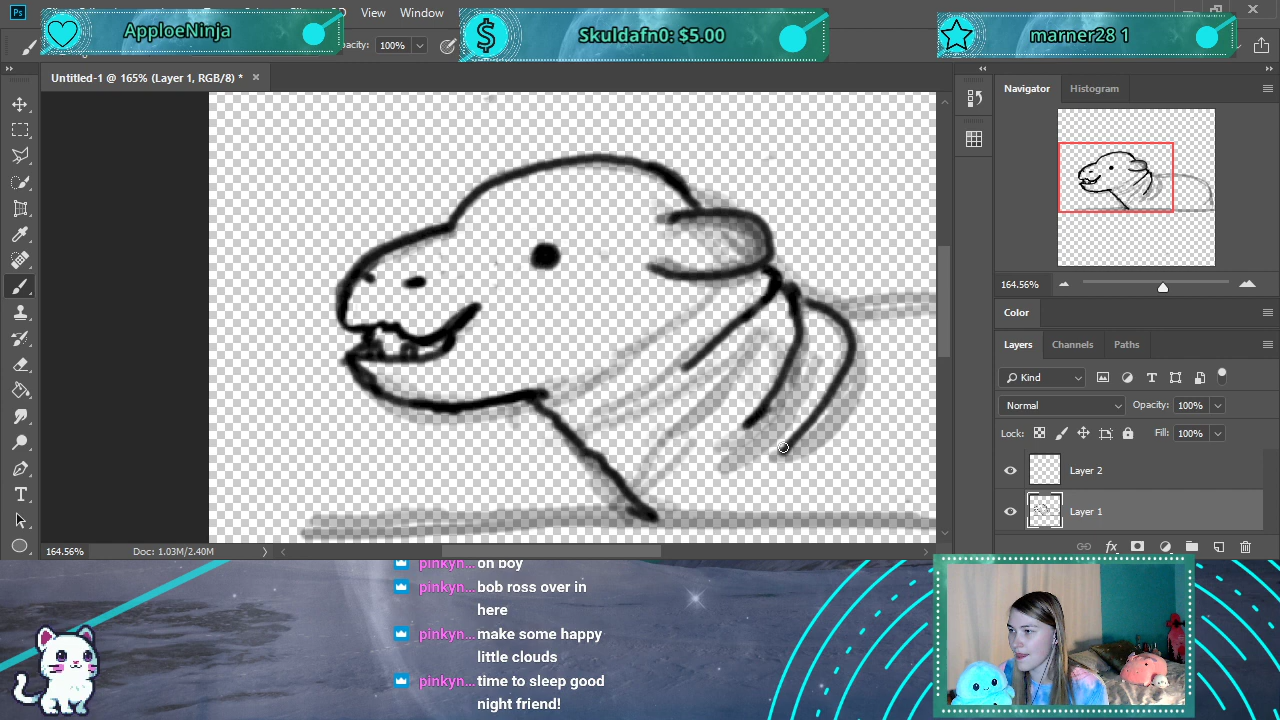 Ps
View
Window
ApploeNinja
Skuldafn0: $5.00
marner28 1
$
100%
Untitled-1 @ 165% (Layer 1, RGB/8) *
Navigator
Histogram
164.56%
Color
Layers
Channels
Paths
Kind
Normal
Opacity: 100%
Lock:
Fill: 100%
Layer 2
Layer 1
fx
164.56%
Doc: 1.03M/2.40M
pinkyn... oh boy
pinkyn... bob ross over in
here
pinkyn... make some happy
little clouds
pinkyn... time to sleep good
night friend!